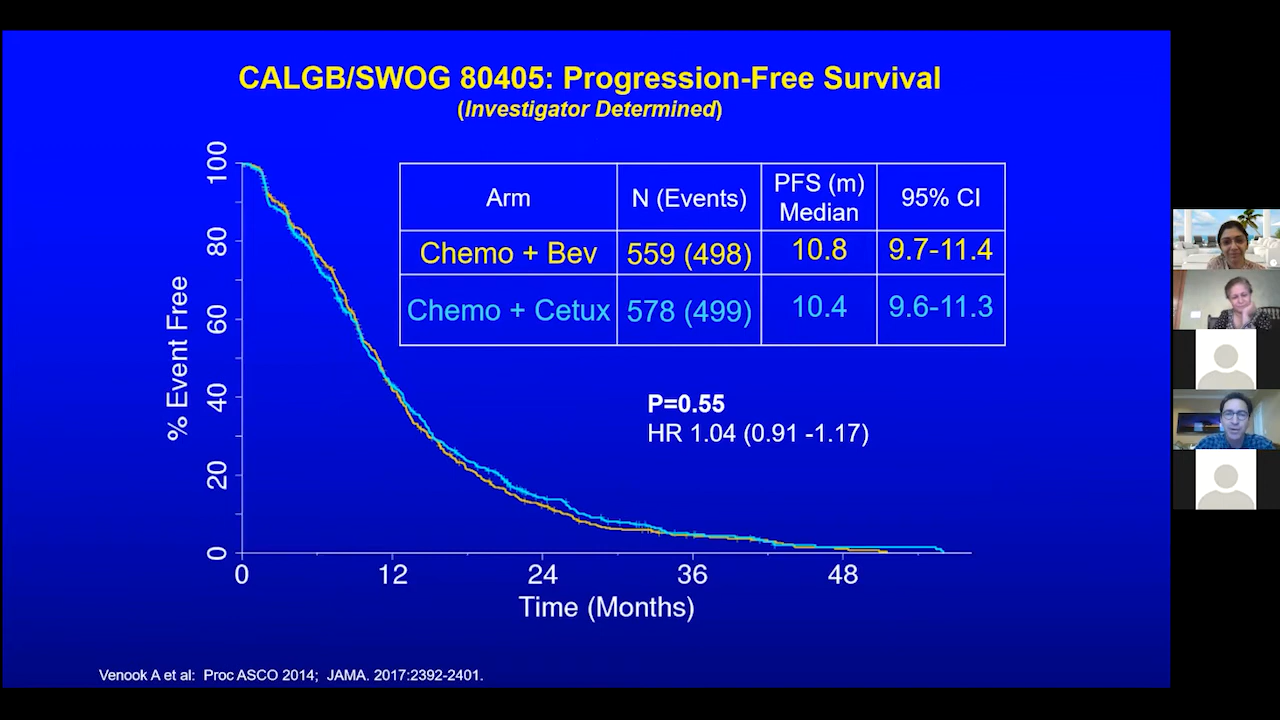 CALGB/SWOG 80405: Progression-Free Survival
(Investigator Determined)
Arm N (Events) PFS (m) Median 95% CI
Chemo + Bev 559 (498) 10.8 9.7-11.4
Chemo + Cetux 578 (499) 10.4 9.6-11.3
P=0.55
HR 1.04 (0.91 -1.17)
% Event Free
100
80
60
40
20
0
0 12 24 36 48
Time (Months)
Venook A et al: Proc ASCO 2014; JAMA. 2017:2392-2401.